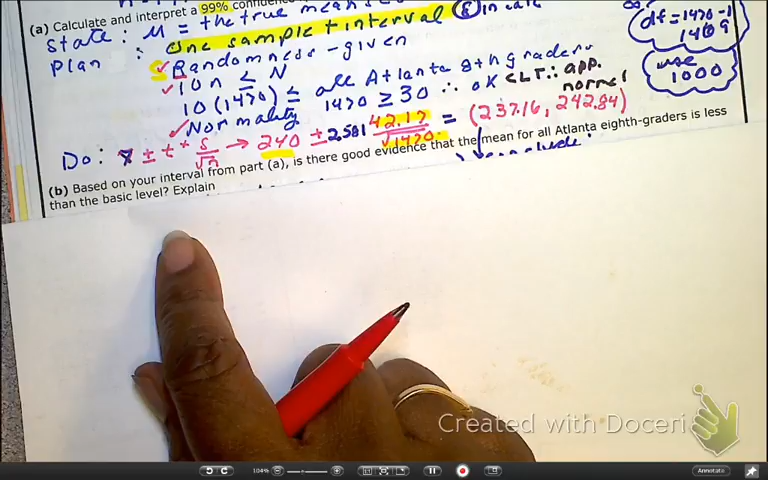 (a) Calculate and interpret a 99%
State: μ = the true mean s
in calc
Plan: One sample t interval
Randomness - given
10n ≤ N
10(1470) ≤ all Atlanta 8th graders
Normality 1470 ≥ 30 ∴ OK CLT ∴ app. normal
df = 1470-1
1469
use
1000
Do: x̄ ± t* s/√n → 240 ± 2.581 42.17/√1470 = (237.16, 242.84)
(b) Based on your interval from part (a), is there good evidence that the mean for all Atlanta eighth-graders is less
than the basic level? Explain
Created with Doceri
104%
Annotate